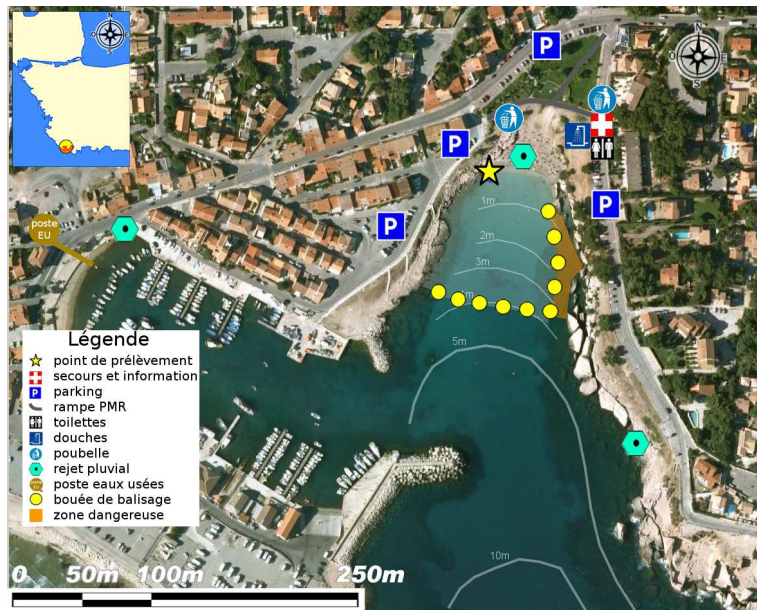 N
S
E
O
N
O
E
S
P
P
P
P
poste
EU
1m
2m
3m
5m
10m
Légende
point de prélèvement
secours et information
P parking
rampe PMR
toilettes
douches
poubelle
rejet pluvial
poste eaux usées
bouée de balisage
zone dangereuse
0 50m 100m 250m